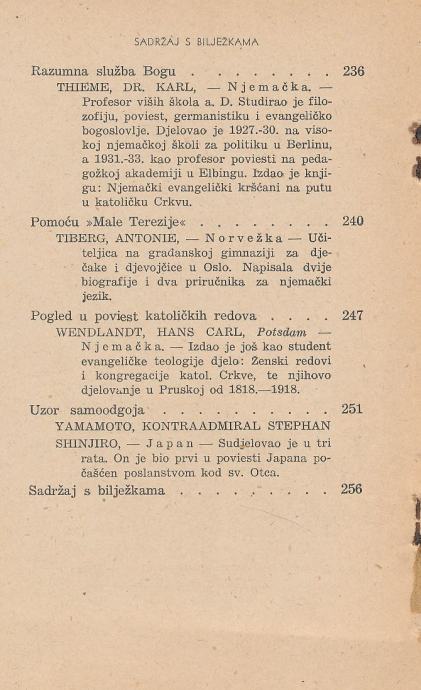 SADRŽAJ S BILJEŽKAMA
Razumna služba Bogu . . . . . . . . 236
THIEME, DR. KARL, — Njemačka. —
Profesor viših škola a. D. Studirao je filo-
zofiju, poviest, germanistiku i evangeličko
bogoslovlje. Djelovao je 1927.-30. na viso-
koj njemačkoj školi za politiku u Berlinu,
a 1931.-33. kao profesor poviesti na peda-
gožkoj akademiji u Elbingu. Izdao je knji-
gu: Njemački evangelički kršćani na putu
u katoličku Crkvu.
Pomoću »Male Terezije« . . . . . . . 240
TIBERG, ANTONIE, — Norvežka — Uči-
teljica na građanskoj gimnaziji za dje-
čake i djevojčice u Oslo. Napisala dvije
biografije i dva priručnika za njemački
jezik.
Pogled u poviest katoličkih redova . . . . 247
WENDLANDT, HANS CARL, Potsdam —
Njemačka. — Izdao je još kao student
evangeličke teologije djelo: Ženski redovi
i kongregacije katol. Crkve, te njihovo
djelovanje u Pruskoj od 1818.—1918.
Uzor samoodgoja . . . . . . . . . . 251
YAMAMOTO, KONTRAADMIRAL STEPHAN
SHINJIRO, — Japan — Sudjelovao je u tri
rata. On je bio prvi u poviesti Japana po-
čašćen poslanstvom kod sv. Otca.
Sadržaj s bilježkama . . . . . . . . . 256